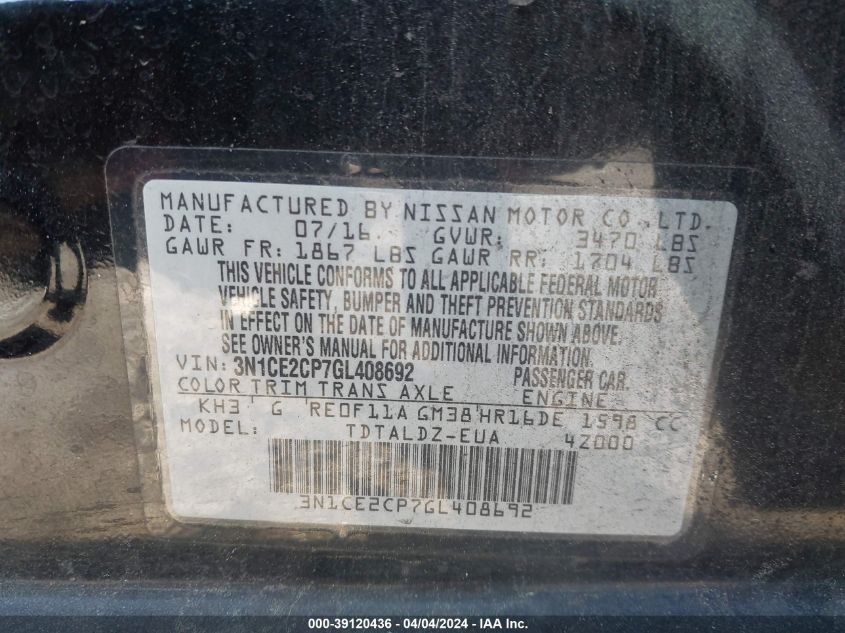 MANUFACTURED BY NISSAN MOTOR CO.,LTD.
DATE: 07/16 GVWR: 3470 LBS
GAWR FR: 1867 LBS GAWR RR: 1704 LBS
THIS VEHICLE CONFORMS TO ALL APPLICABLE FEDERAL MOTOR
VEHICLE SAFETY, BUMPER AND THEFT PREVENTION STANDARDS
IN EFFECT ON THE DATE OF MANUFACTURE SHOWN ABOVE.
SEE OWNER'S MANUAL FOR ADDITIONAL INFORMATION.
VIN: 3N1CE2CP7GL408692 PASSENGER CAR.
COLOR TRIM TRANS AXLE ENGINE
KH3 G RE0F11A GM38 HR16DE 1598 CC
MODEL: TDTALDZ-EUA 4Z000
3N1CE2CP7GL408692
000-39120436 - 04/04/2024 - IAA Inc.